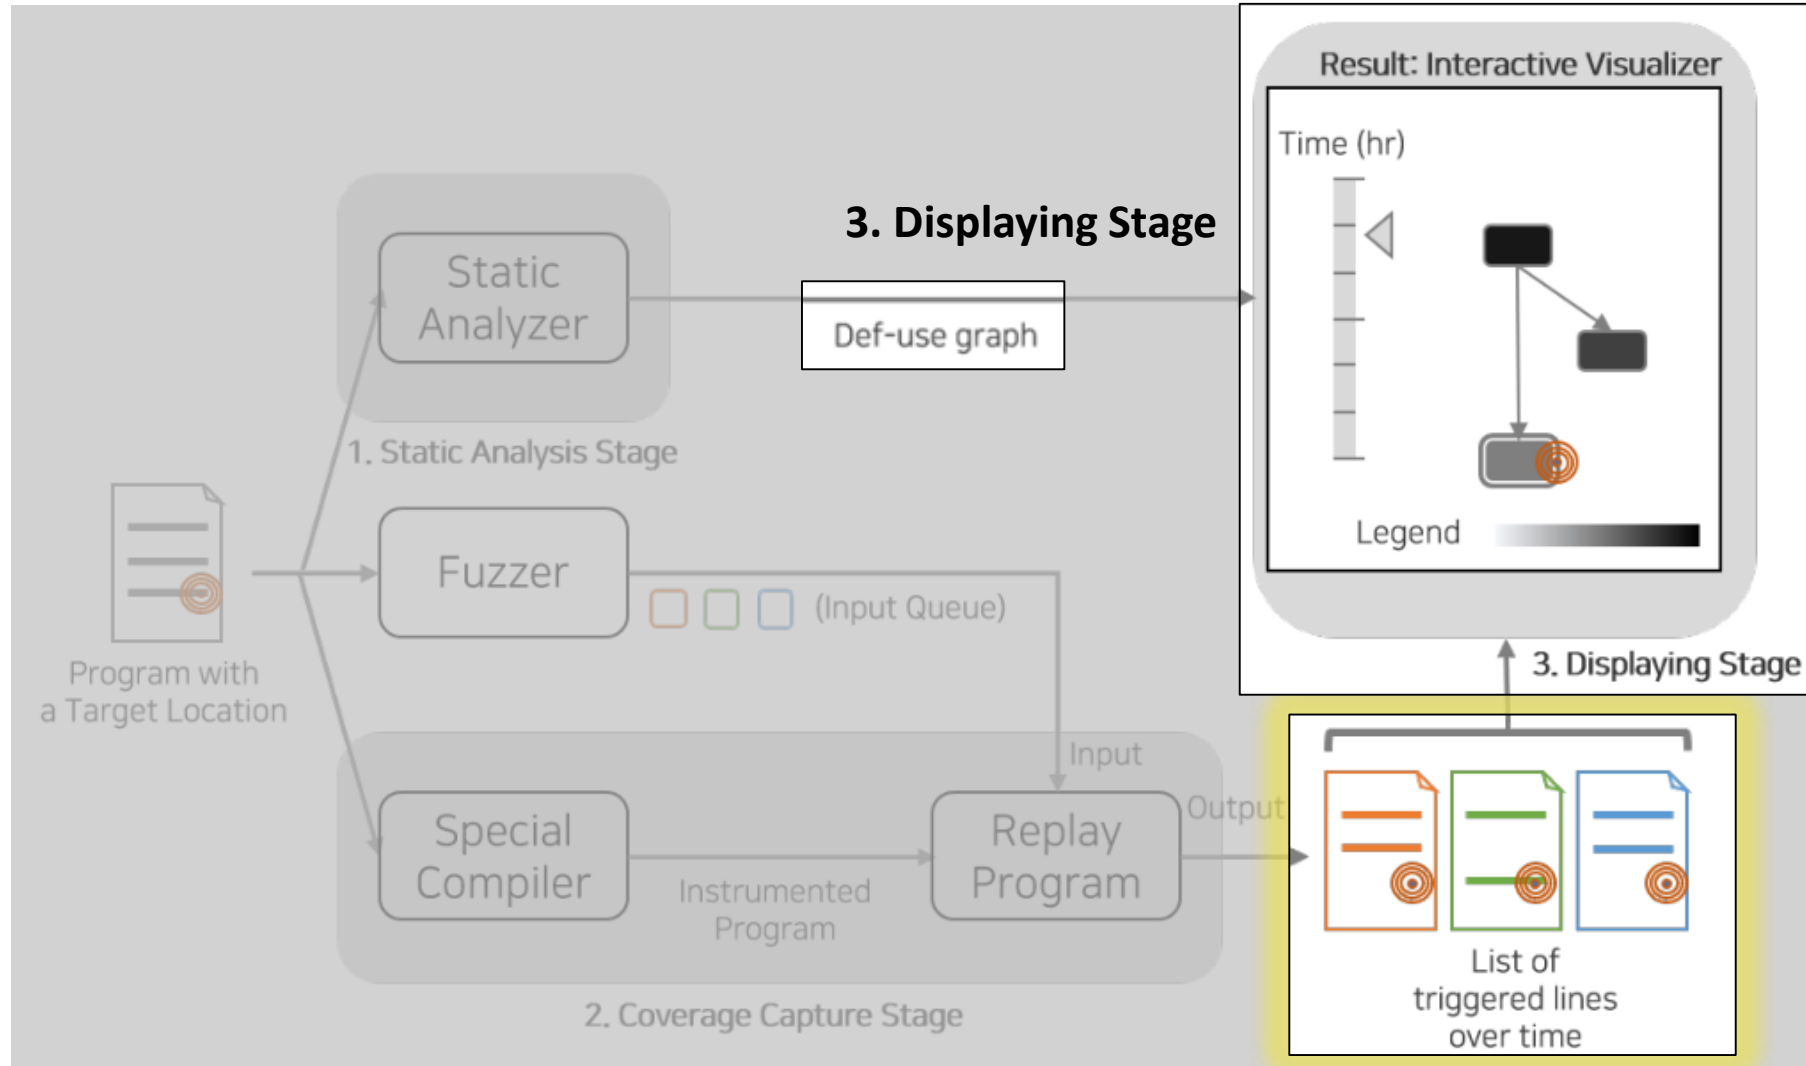 Result: Interactive Visualizer
Time (hr)
Legend
3. Displaying Stage
3. Displaying Stage
Def-use graph
Static
Analyzer
1. Static Analysis Stage
Fuzzer
(Input Queue)
Program with
a Target Location
Input
Special
Compiler
Instrumented
Program
Replay
Program
Output
2. Coverage Capture Stage
List of
triggered lines
over time